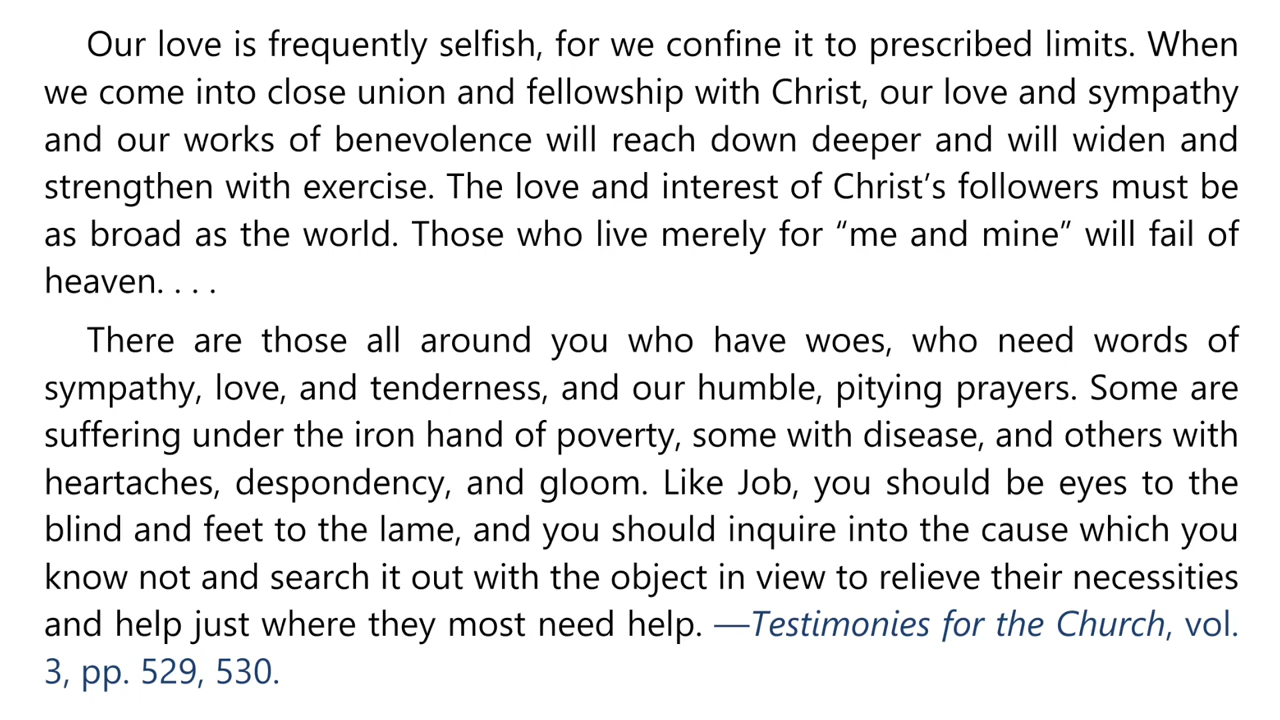 Our love is frequently selfish, for we confine it to prescribed limits. When
we come into close union and fellowship with Christ, our love and sympathy
and our works of benevolence will reach down deeper and will widen and
strengthen with exercise. The love and interest of Christ’s followers must be
as broad as the world. Those who live merely for “me and mine” will fail of
heaven. . . .
There are those all around you who have woes, who need words of
sympathy, love, and tenderness, and our humble, pitying prayers. Some are
suffering under the iron hand of poverty, some with disease, and others with
heartaches, despondency, and gloom. Like Job, you should be eyes to the
blind and feet to the lame, and you should inquire into the cause which you
know not and search it out with the object in view to relieve their necessities
and help just where they most need help. —Testimonies for the Church, vol.
3, pp. 529, 530.